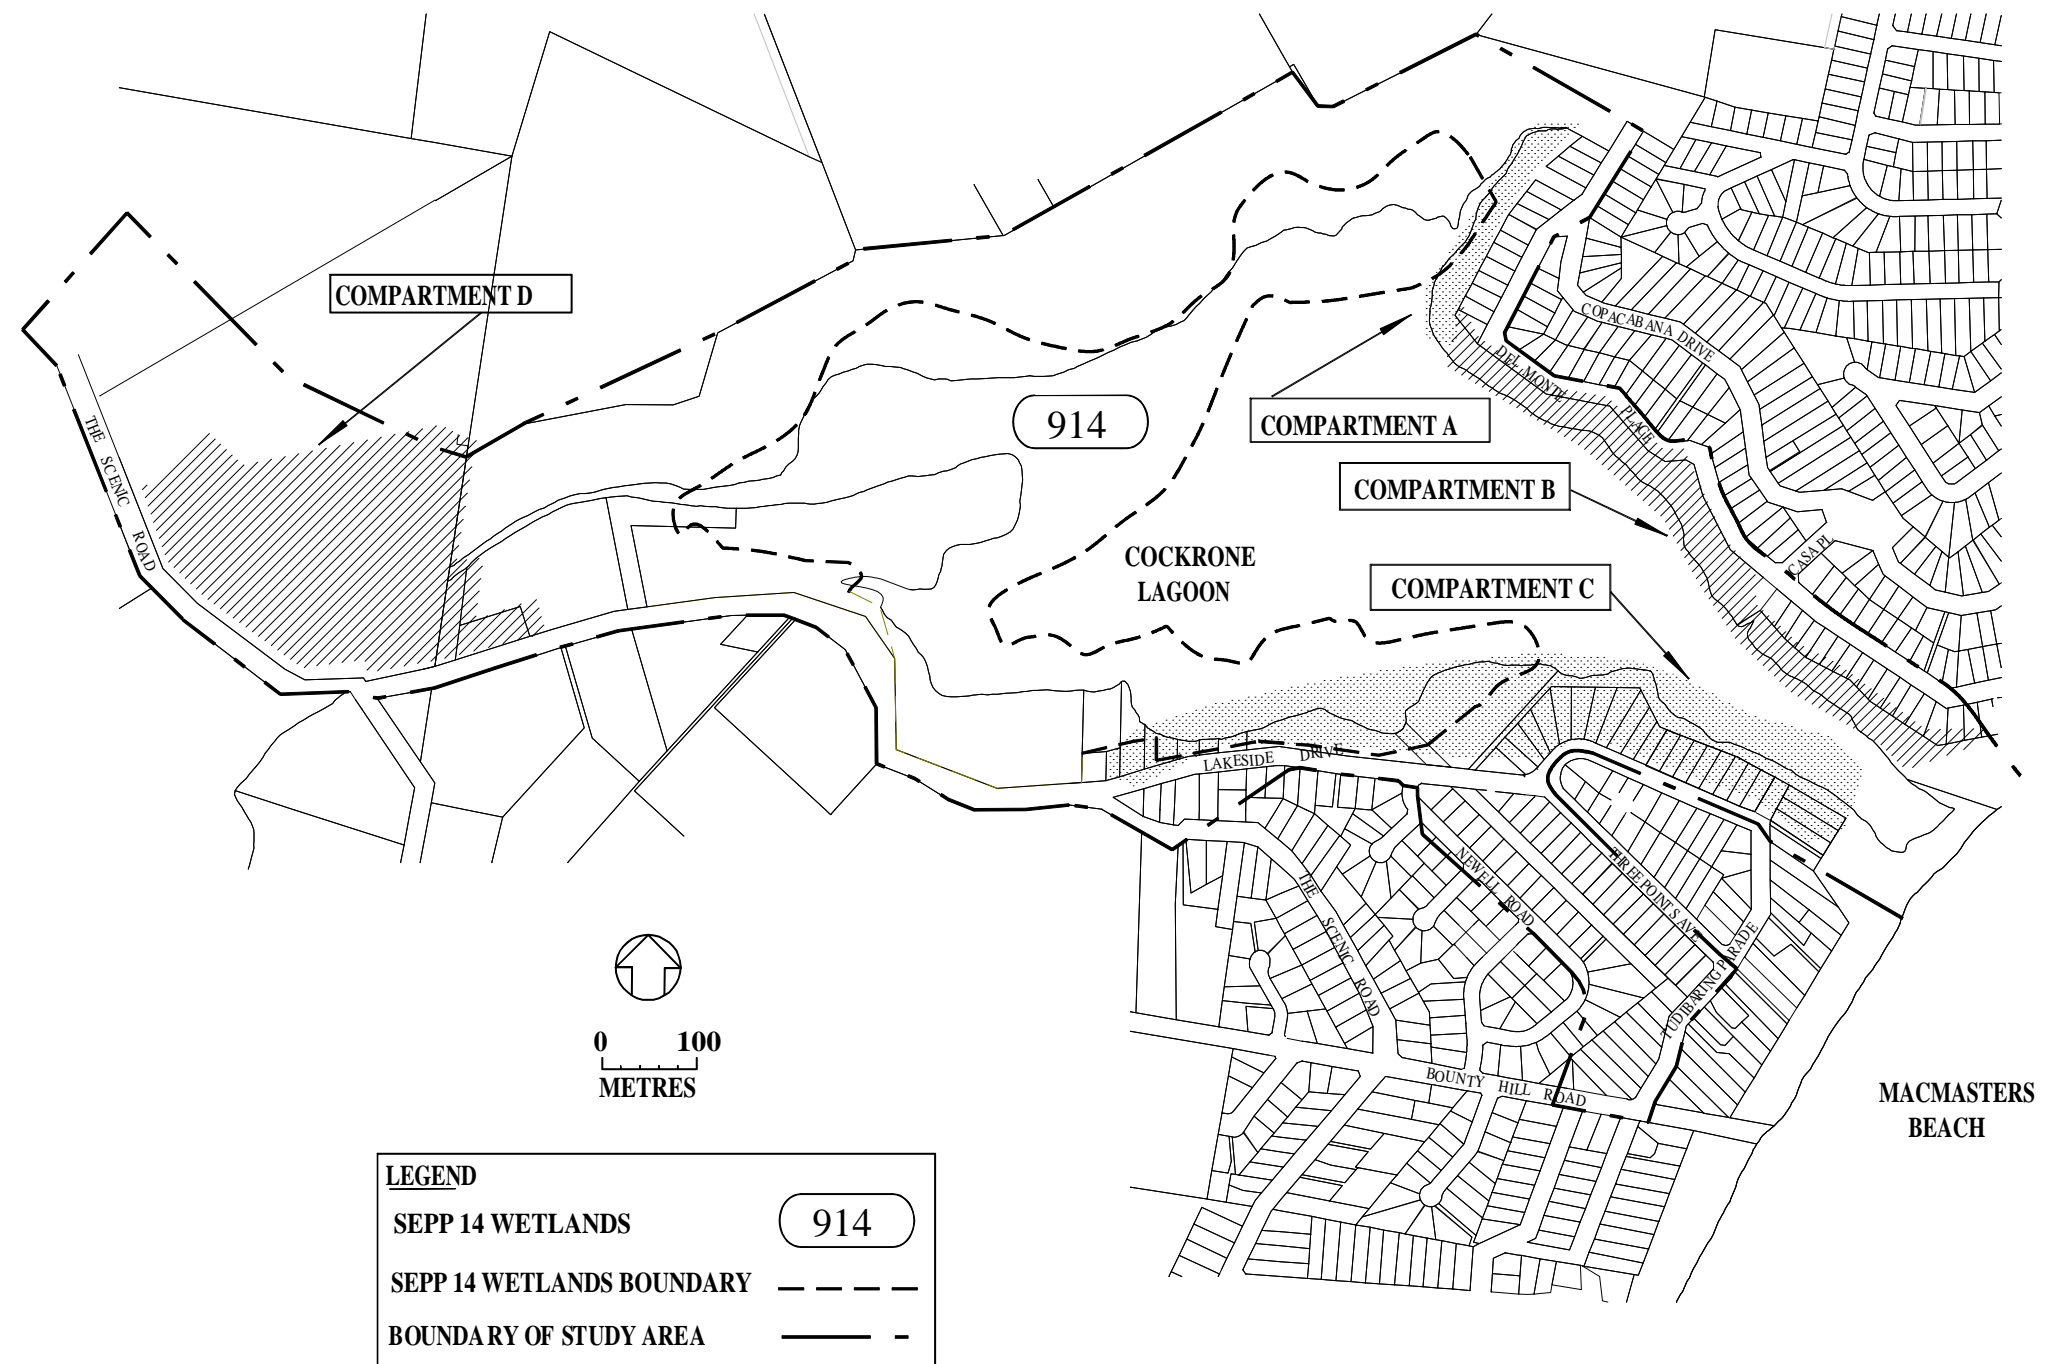 COMPARTMENT D
COPACABANA DRIVE
DEL MONTE PLACE
914
COMPARTMENT A
THE SCENIC ROAD
COMPARTMENT B
COCKRONE
LAGOON
CASA PL
COMPARTMENT C
LAKESIDE DRIVE
NEWELL ROAD
THREE POINTS AVE
THE SCENIC ROAD
TUDIBARING PARADE
0 100
METRES
BOUNTY HILL ROAD
MACMASTERS
BEACH
LEGEND
SEPP 14 WETLANDS 914
SEPP 14 WETLANDS BOUNDARY
BOUNDARY OF STUDY AREA